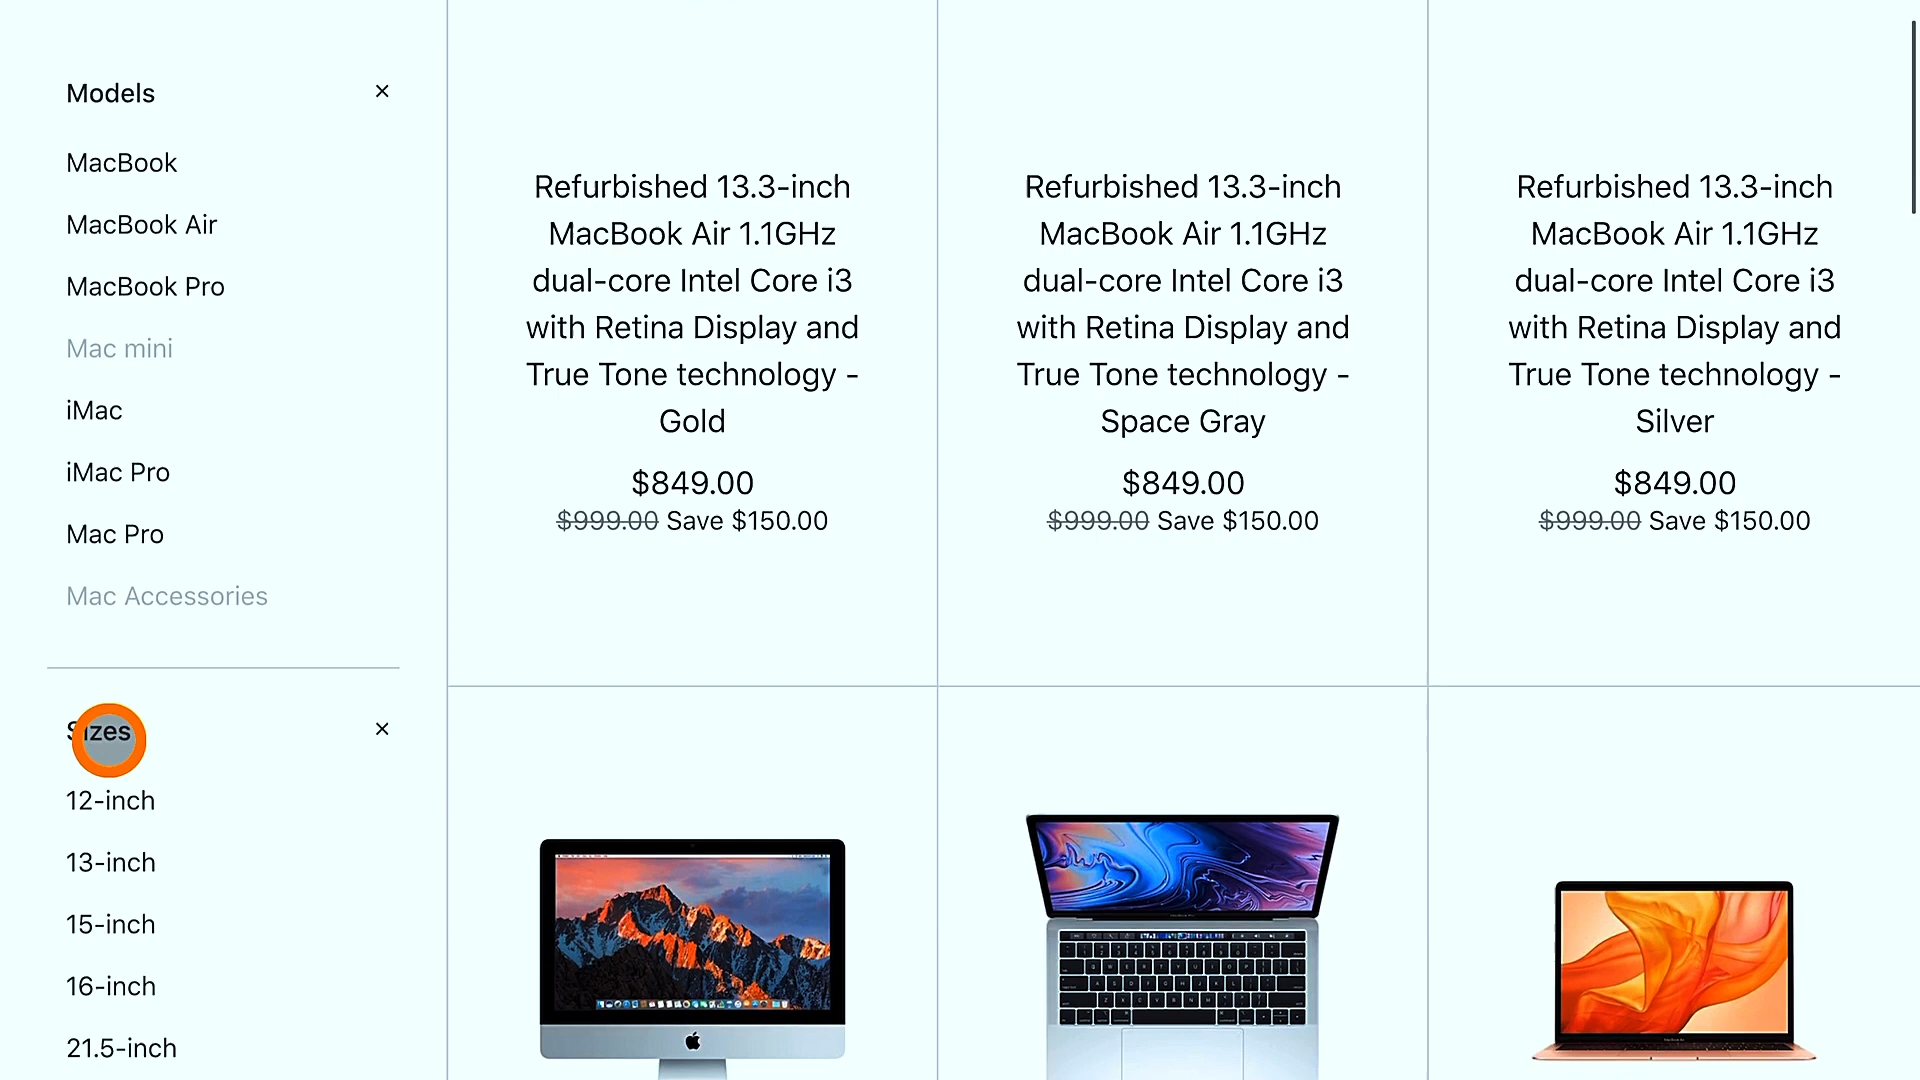 Models ×
MacBook
MacBook Air
MacBook Pro
Mac mini
iMac
iMac Pro
Mac Pro
Mac Accessories
Sizes ×
12-inch
13-inch
15-inch
16-inch
21.5-inch
Refurbished 13.3-inch
MacBook Air 1.1GHz
dual-core Intel Core i3
with Retina Display and
True Tone technology -
Gold
$849.00
$999.00 Save $150.00
Refurbished 13.3-inch
MacBook Air 1.1GHz
dual-core Intel Core i3
with Retina Display and
True Tone technology -
Space Gray
$849.00
$999.00 Save $150.00
Refurbished 13.3-inch
MacBook Air 1.1GHz
dual-core Intel Core i3
with Retina Display and
True Tone technology -
Silver
$849.00
$999.00 Save $150.00